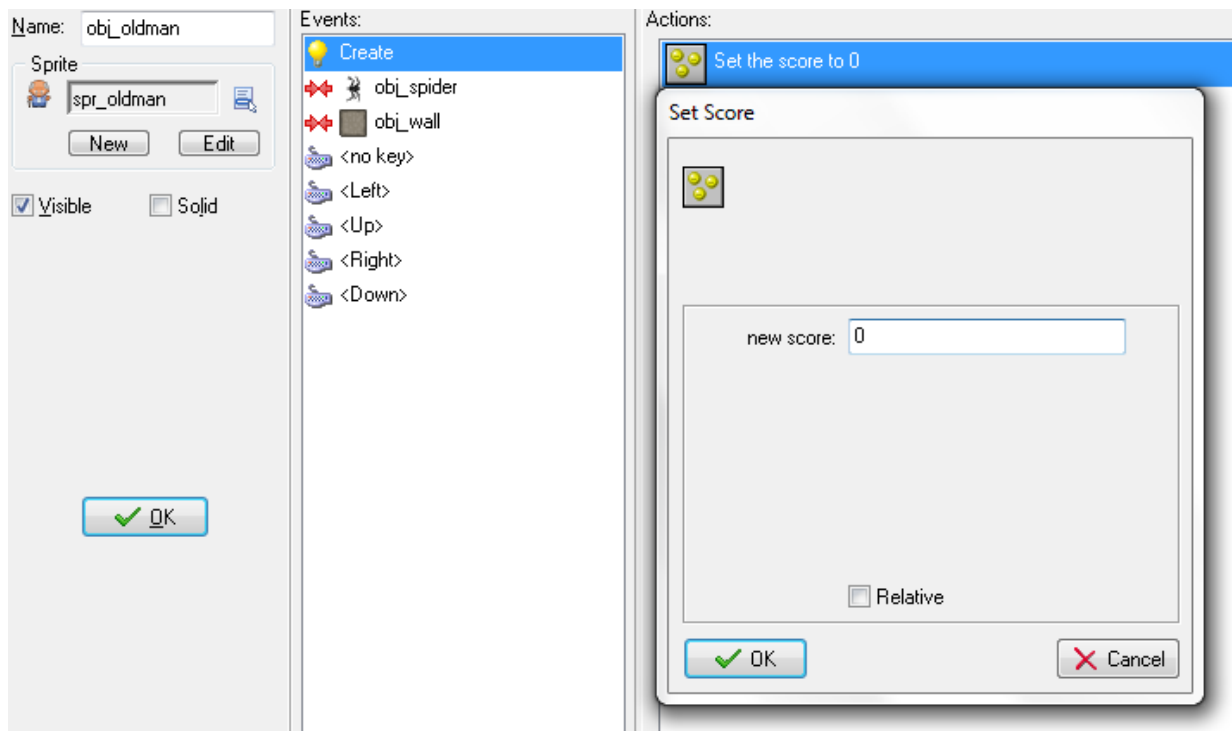 Name: obj_oldman
Sprite
spr_oldman
New Edit
Visible Solid
OK
Events:
Create
obj_spider
obj_wall
<no key>
<Left>
<Up>
<Right>
<Down>
Actions:
Set the score to 0
Set Score
new score: 0
Relative
OK Cancel